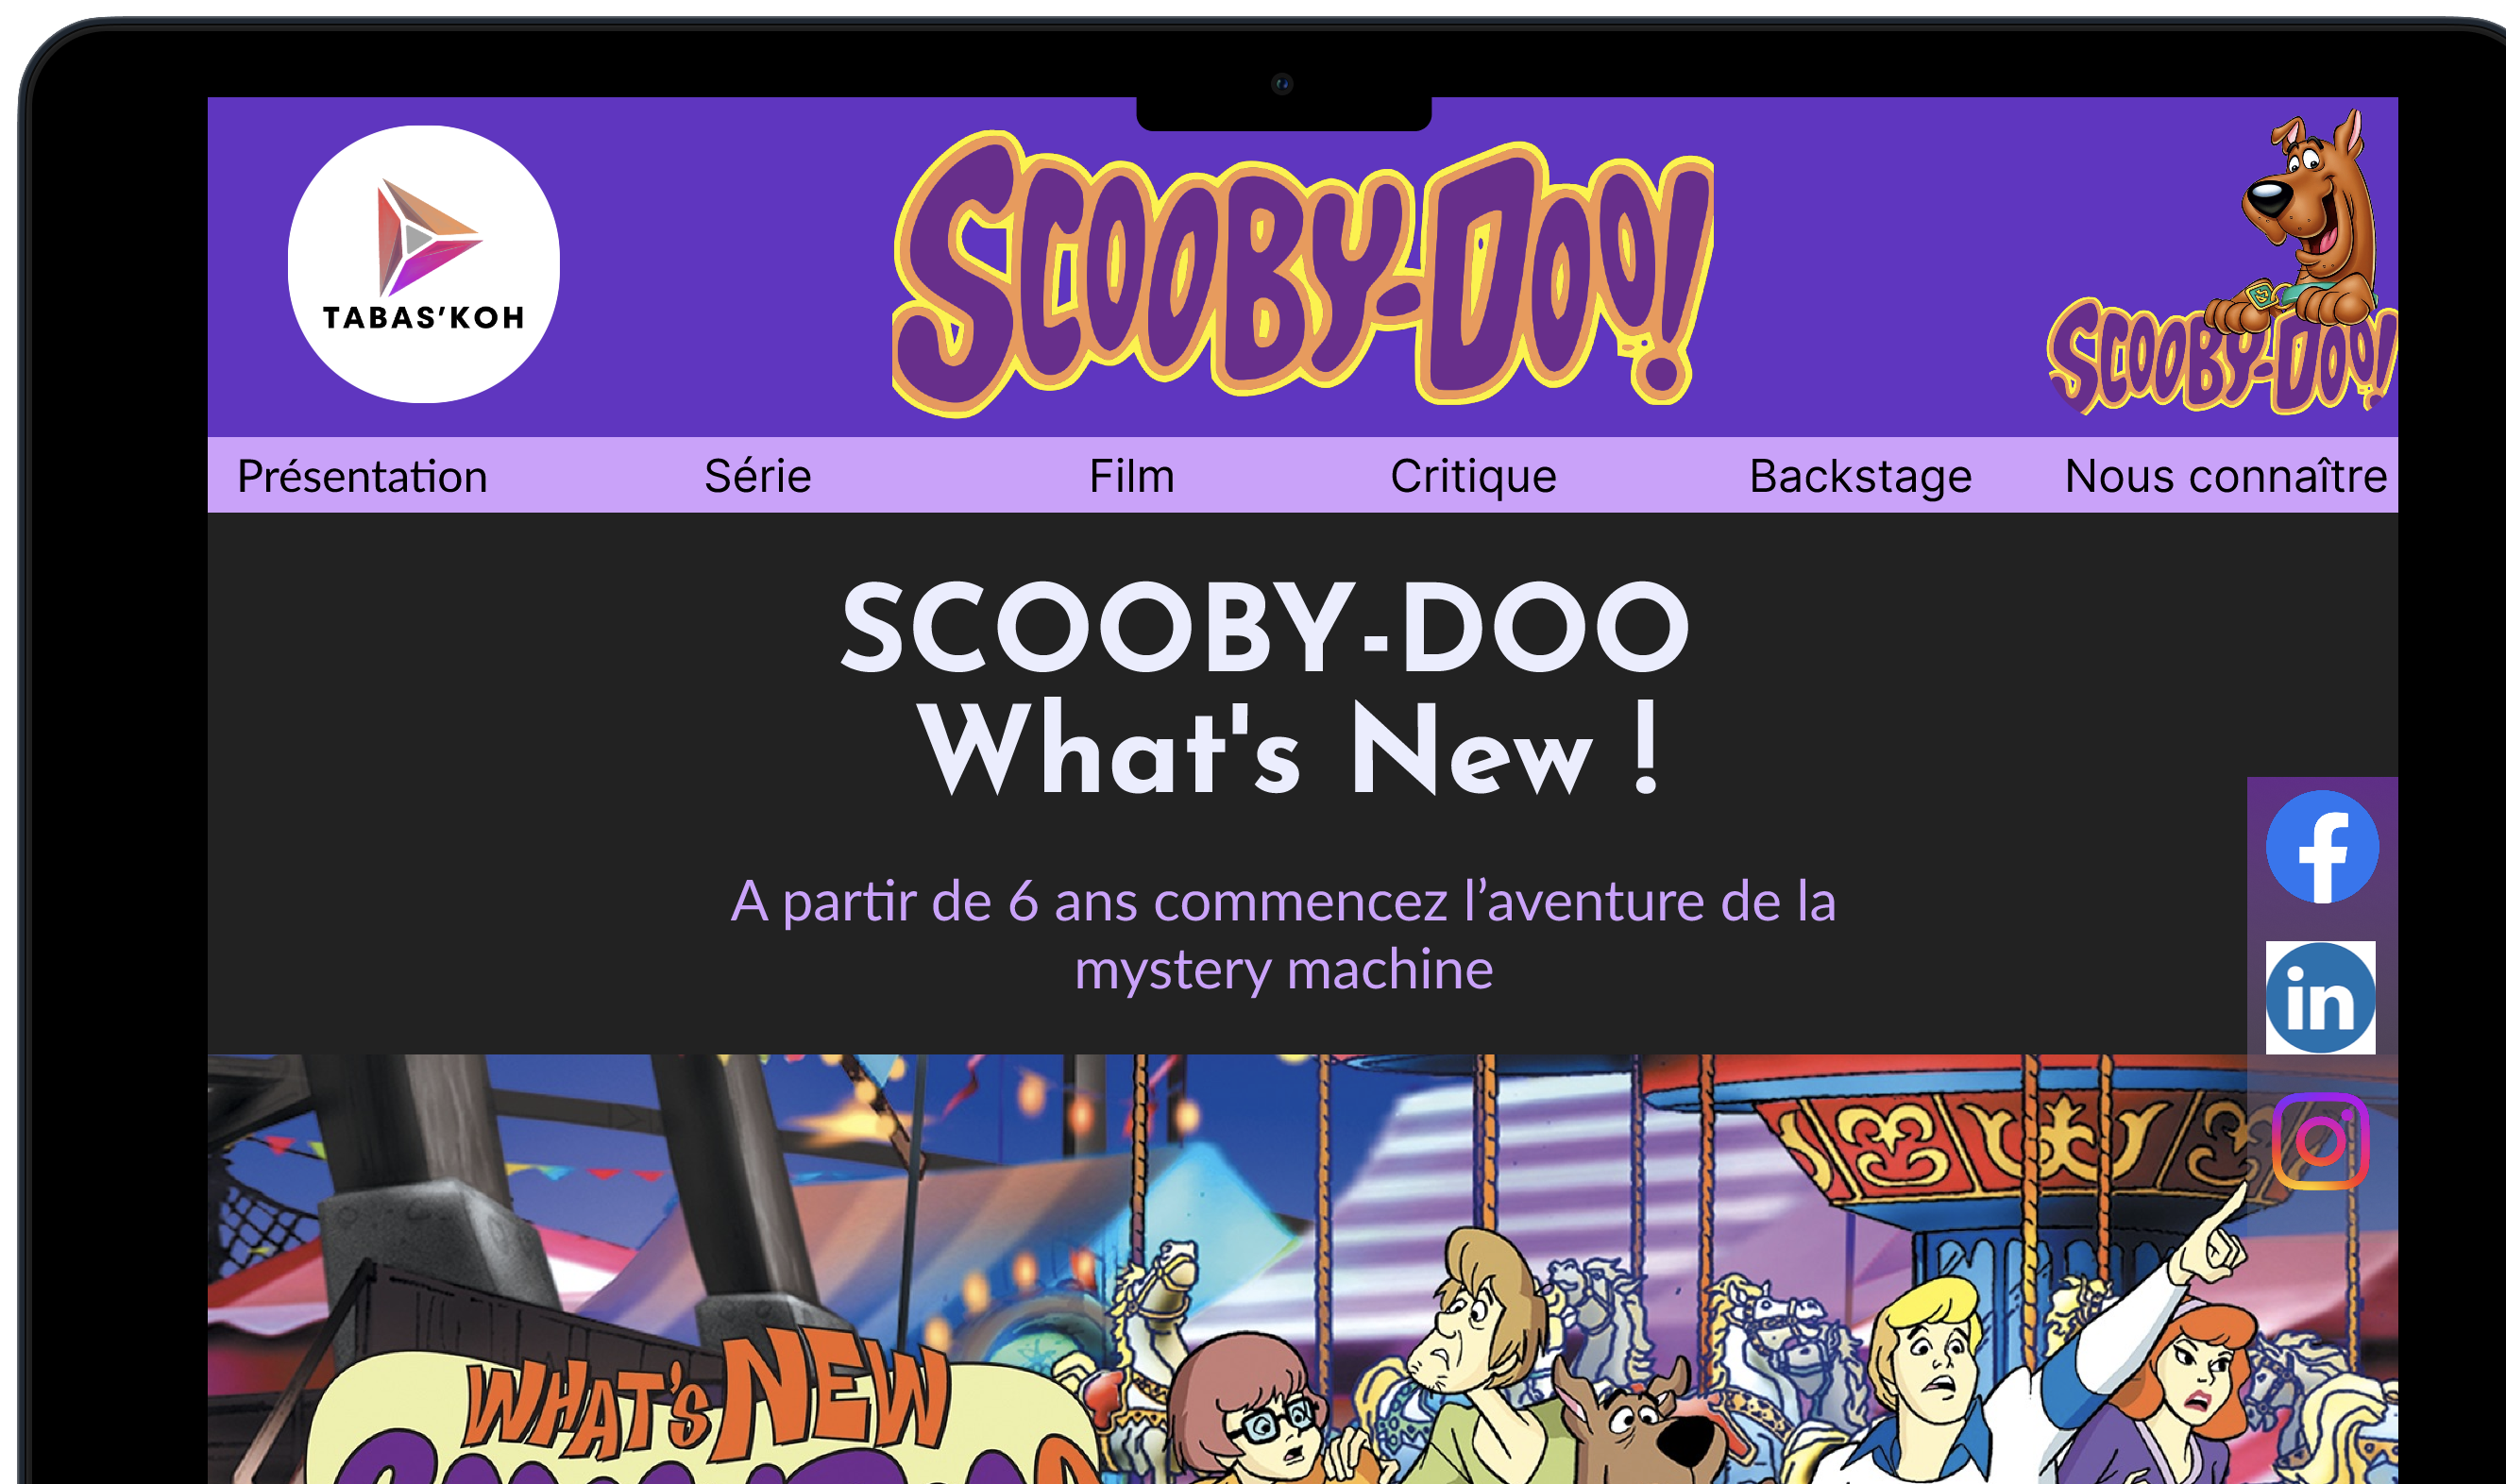 TABAS'KOH
SCOOBY-DOO!
SCOOBY-DOO!
Présentation
Série
Film
Critique
Backstage
Nous connaître
SCOOBY-DOO
What's New !
A partir de 6 ans commencez l’aventure de la
mystery machine
f
in
WHAT'S NEW